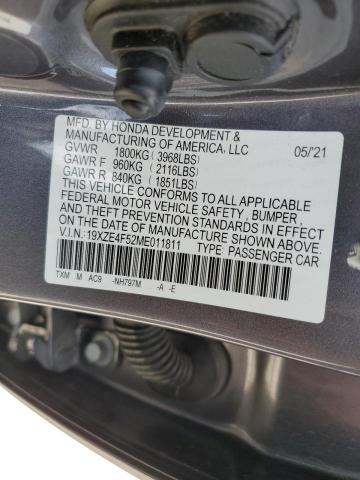 MFD. BY HONDA DEVELOPMENT &
MANUFACTURING OF AMERICA, LLC 05/'21
GVWR 1800KG(3968LBS)
GAWR F 960KG(2116LBS)
GAWR R 840KG(1851LBS)
THIS VEHICLE CONFORMS TO ALL APPLICABLE
FEDERAL MOTOR VEHICLE SAFETY, BUMPER,
AND THEFT PREVENTION STANDARDS IN EFFECT
ON THE DATE OF MANUFACTURE SHOWN ABOVE.
V.I.N.:19XZE4F52ME011811 TYPE PASSENGER CAR
TXM M AC9 -NH797M -A -E